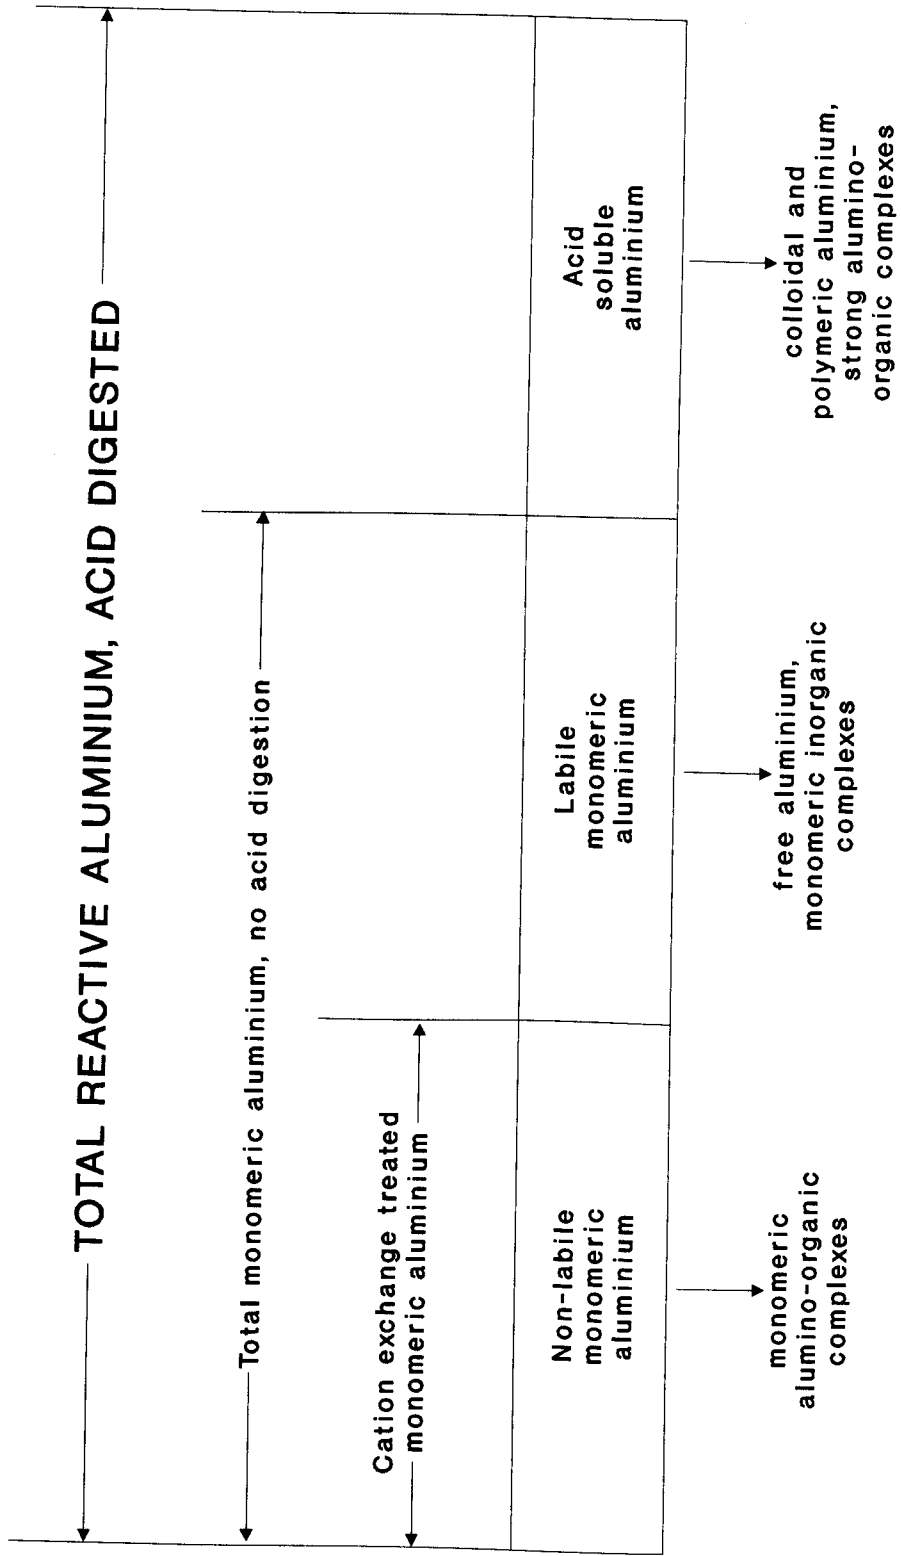 TOTAL REACTIVE ALUMINIUM, ACID DIGESTED
Total monomeric aluminium, no acid digestion
Cation exchange treated
monomeric aluminium
Non-labile
monomeric
aluminium
Labile
monomeric
aluminium
Acid
soluble
aluminium
monomeric
alumino-organic
complexes
free aluminium,
monomeric inorganic
complexes
colloidal and
polymeric aluminium,
strong alumino-
organic complexes